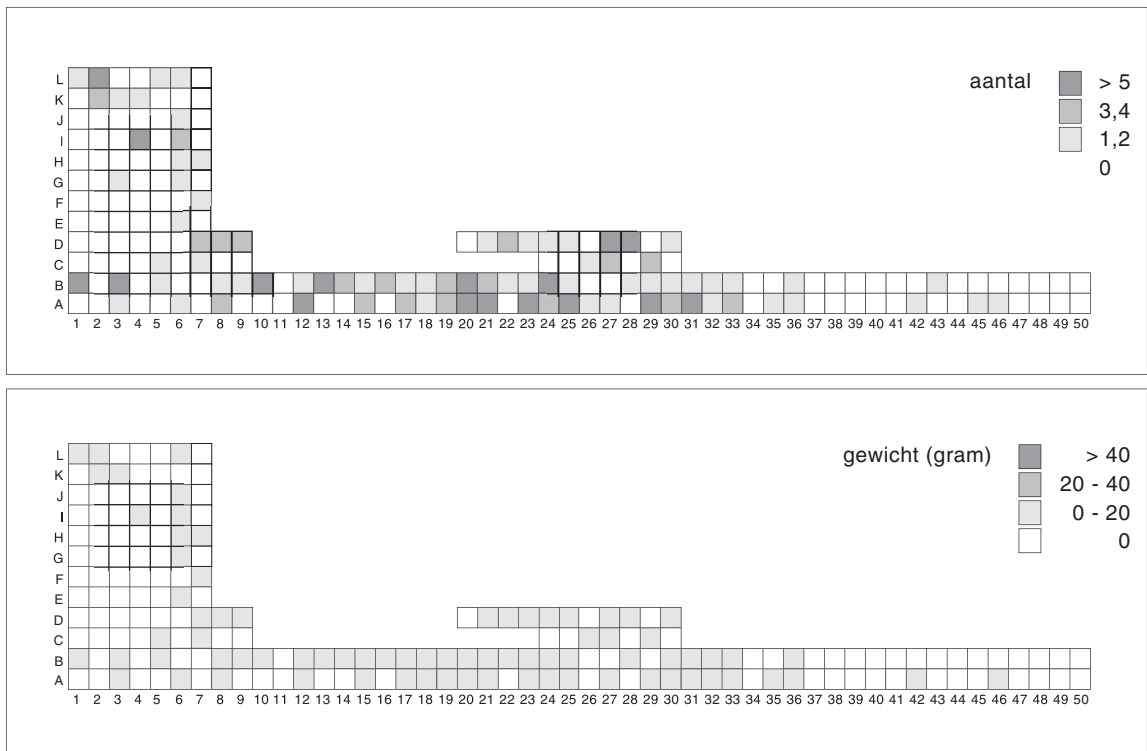 aantal
> 5
3,4
1,2
0
L
K
J
I
H
G
F
E
D
C
B
A
1 2 3 4 5 6 7 8 9 10 11 12 13 14 15 16 17 18 19 20 21 22 23 24 25 26 27 28 29 30 31 32 33 34 35 36 37 38 39 40 41 42 43 44 45 46 47 48 49 50
gewicht (gram)
> 40
20 - 40
0 - 20
0
L
K
J
I
H
G
F
E
D
C
B
A
1 2 3 4 5 6 7 8 9 10 11 12 13 14 15 16 17 18 19 20 21 22 23 24 25 26 27 28 29 30 31 32 33 34 35 36 37 38 39 40 41 42 43 44 45 46 47 48 49 50